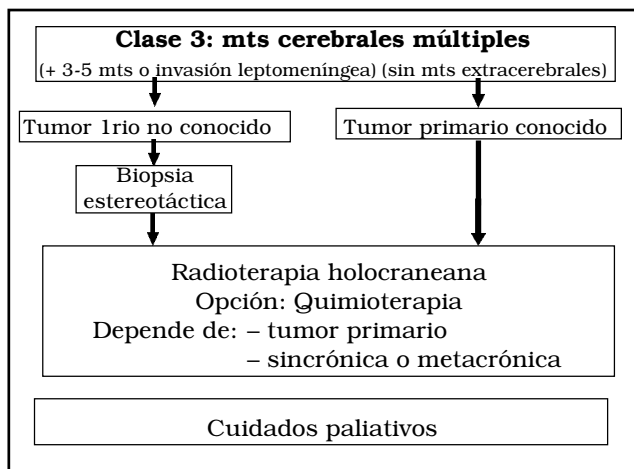 Clase 3: mts cerebrales múltiples
(+ 3-5 mts o invasión leptomeníngea) (sin mts extracerebrales)
Tumor 1rio no conocido
Tumor primario conocido
Biopsia
estereotáctica
Radioterapia holocraneana
Opción: Quimioterapia
Depende de: – tumor primario
– sincrónica o metacrónica
Cuidados paliativos